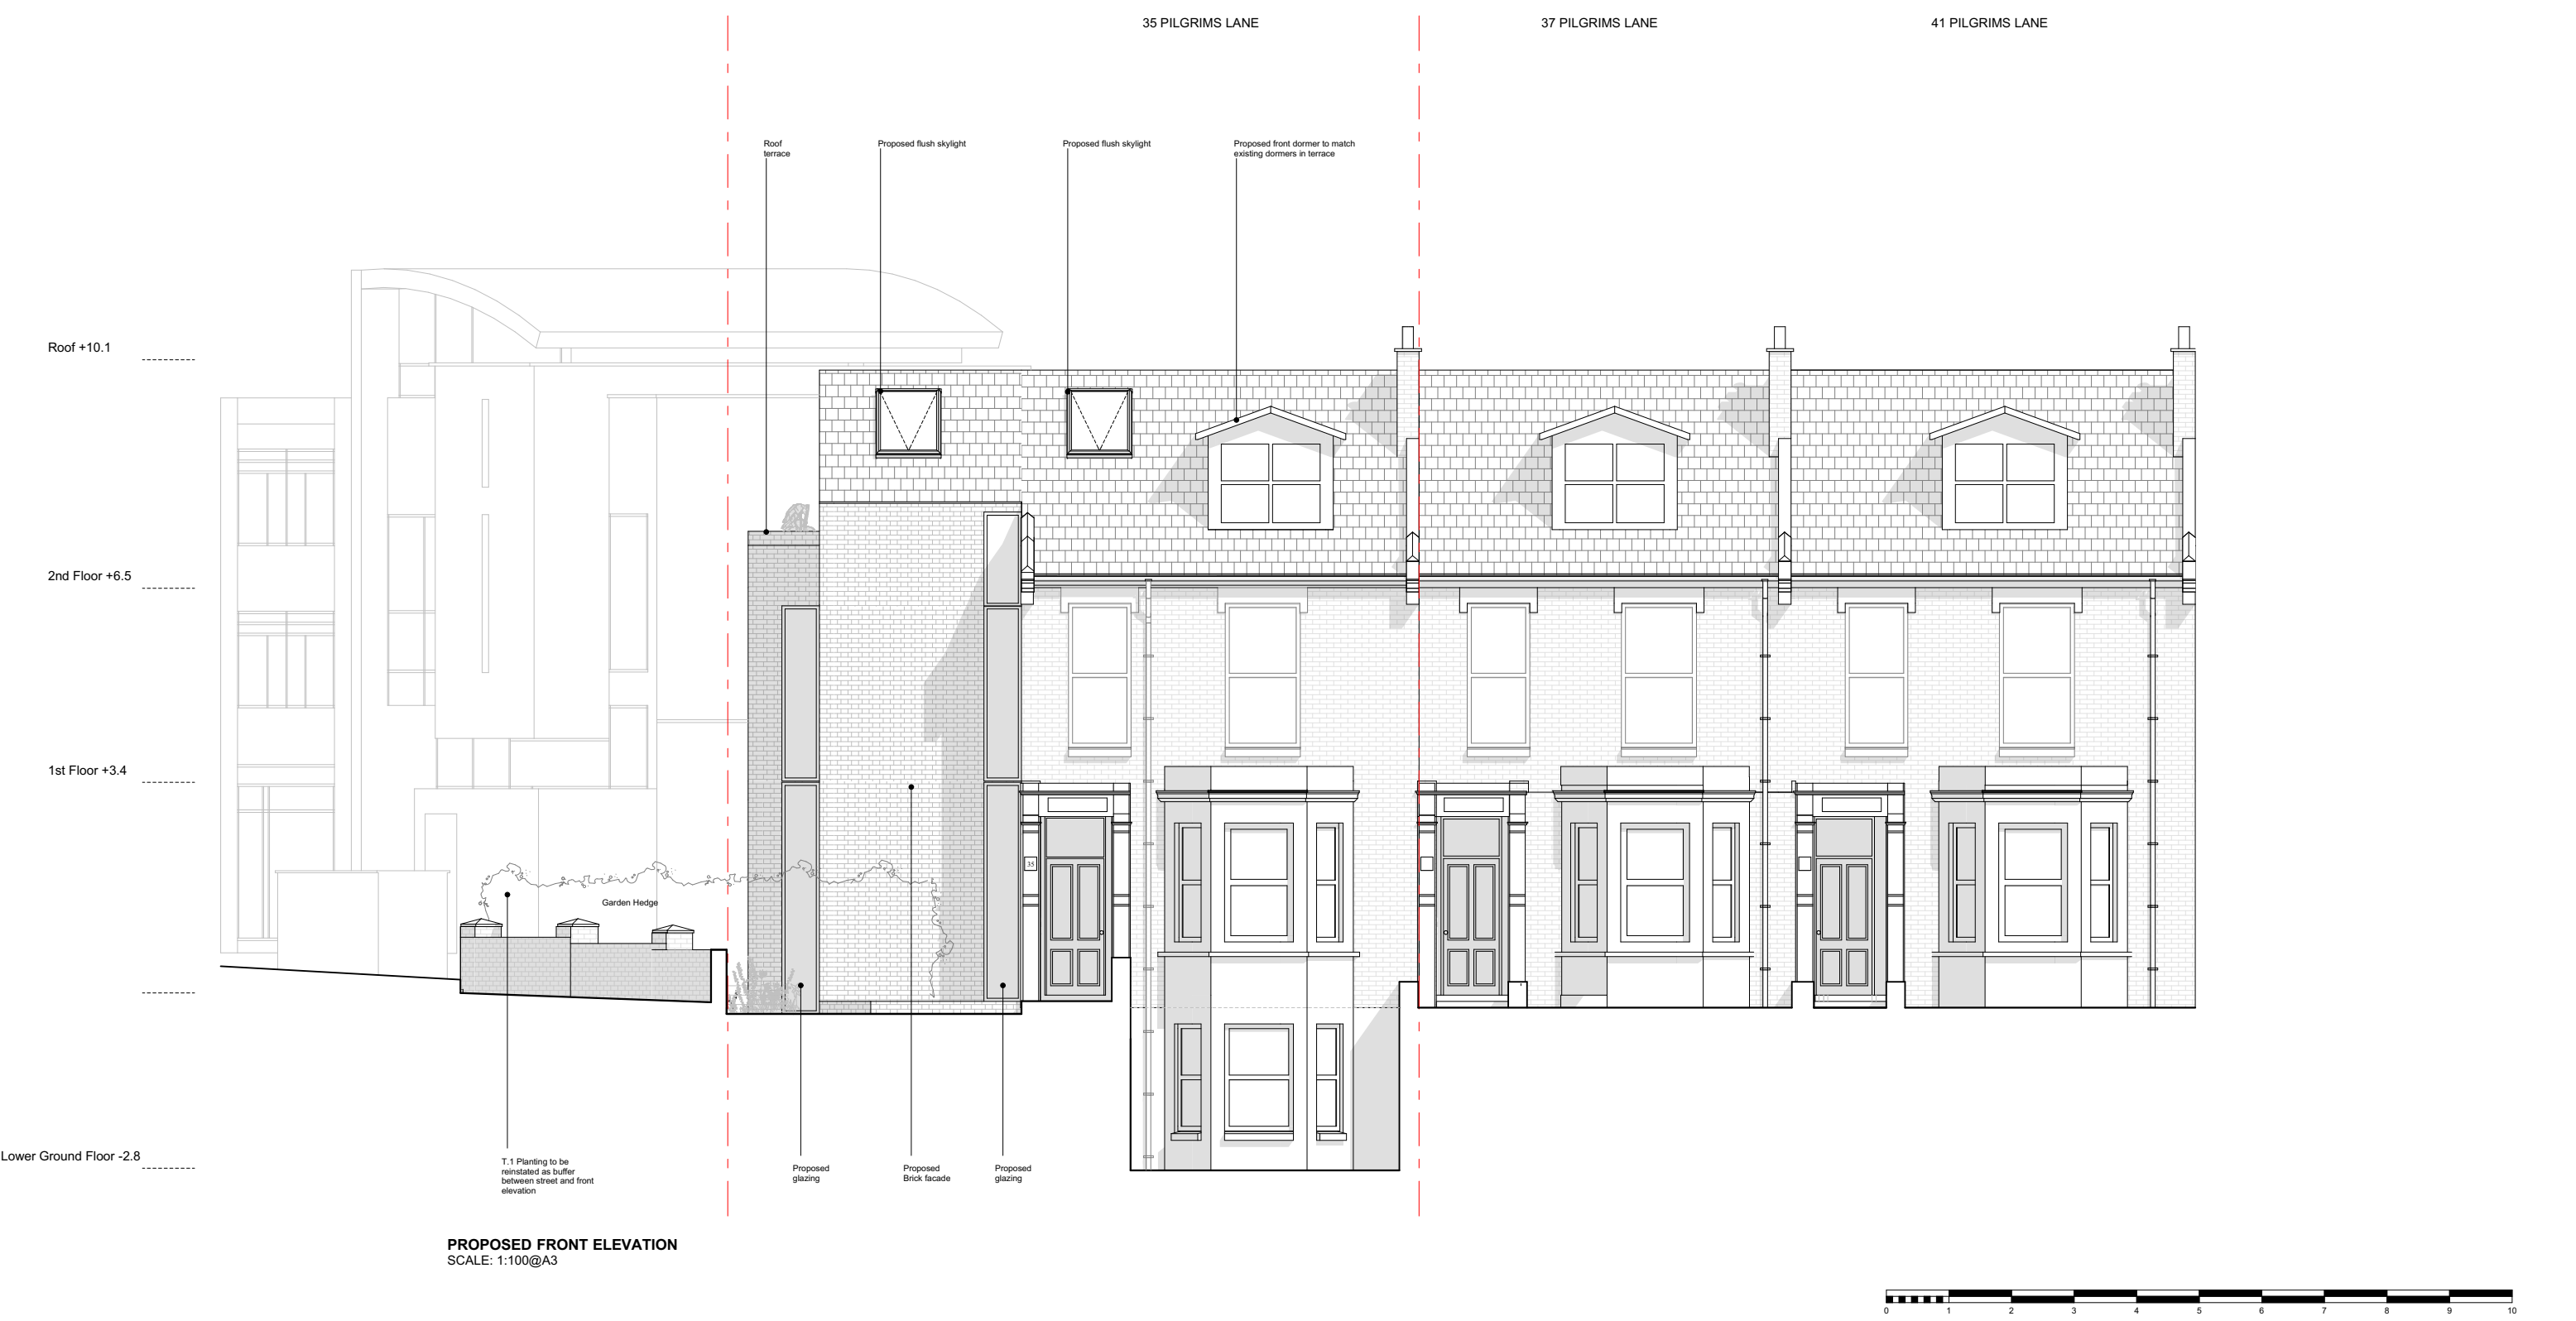 35 PILGRIMS LANE
37 PILGRIMS LANE
41 PILGRIMS LANE
Roof
terrace
Proposed flush skylight
Proposed flush skylight
Proposed front dormer to match
existing dormers in terrace
Roof +10.1
2nd Floor +6.5
1st Floor +3.4
35
Garden Hedge
Lower Ground Floor -2.8
T.1 Planting to be
reinstated as buffer
between street and front
elevation
Proposed
glazing
Proposed
Brick facade
Proposed
glazing
PROPOSED FRONT ELEVATION
SCALE: 1:100@A3
0 1 2 3 4 5 6 7 8 9 10